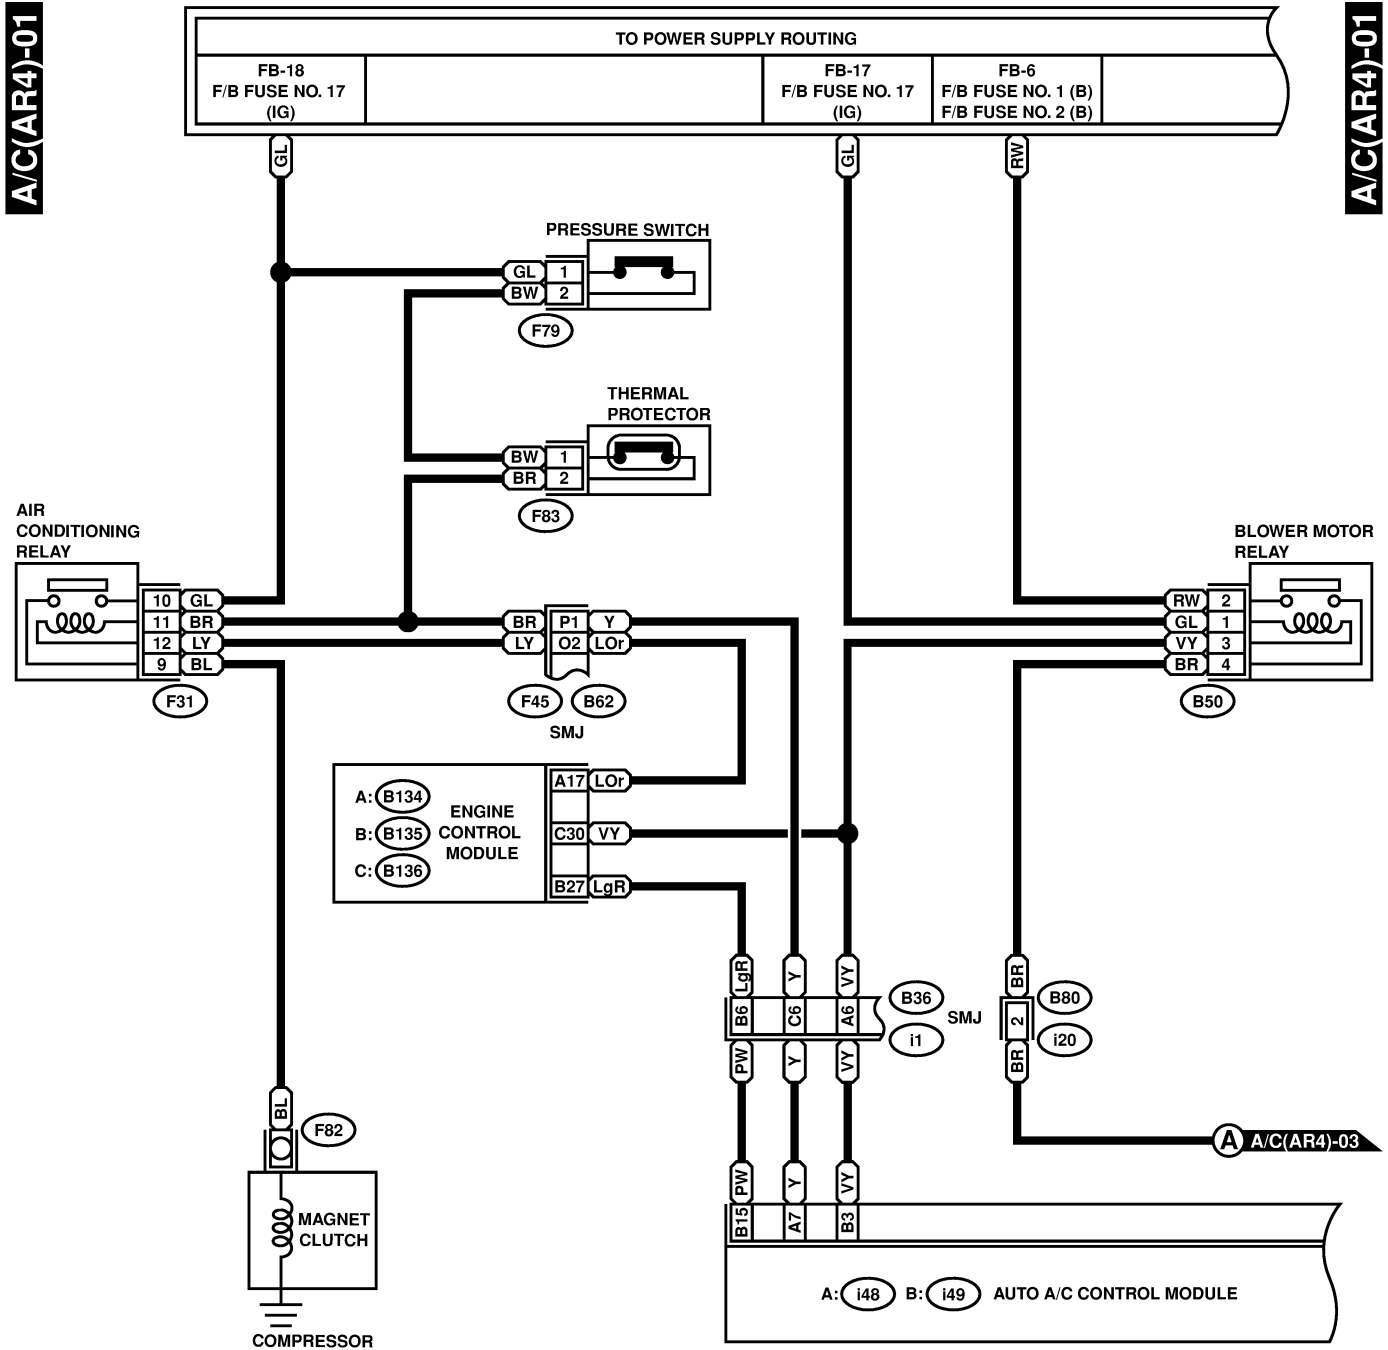 A/C(AR4)-01
A/C(AR4)-01
TO POWER SUPPLY ROUTING
FB-18
F/B FUSE NO. 17
(IG)
FB-17
F/B FUSE NO. 17
(IG)
FB-6
F/B FUSE NO. 1 (B)
F/B FUSE NO. 2 (B)
GL
GL
RW
PRESSURE SWITCH
GL 1
BW 2
F79
THERMAL
PROTECTOR
BW 1
BR 2
F83
AIR
CONDITIONING
RELAY
10 GL
11 BR
12 LY
9 BL
F31
BR P1 Y
LY O2 LOr
F45 B62
SMJ
BLOWER MOTOR
RELAY
RW 2
GL 1
VY 3
BR 4
B50
A: B134
B: B135
C: B136
ENGINE
CONTROL
MODULE
A17 LOr
C30 VY
B27 LgR
LgR Y VY
B6 C6 A6
PW Y VY
B36
i1
SMJ
BR
2
BR
B80
i20
A A/C(AR4)-03
BL
F82
MAGNET
CLUTCH
COMPRESSOR
PW Y VY
B15 A7 B3
A: i48 B: i49 AUTO A/C CONTROL MODULE